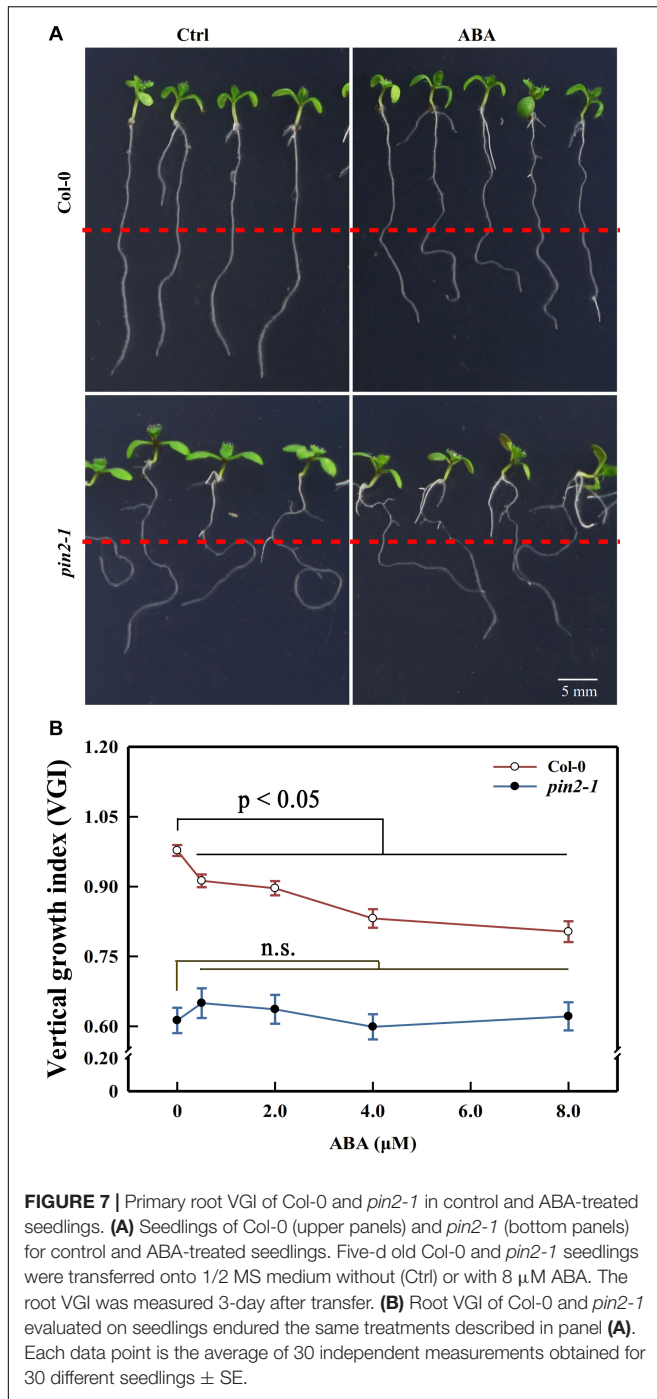 A
Ctrl
ABA
Col-0
pin2-1
5 mm
B
Vertical growth index (VGI)
1.20
1.05
0.90
0.75
0.60
0.20
0
Col-0
pin2-1
p < 0.05
n.s.
0
2.0
4.0
6.0
8.0
ABA (µM)
FIGURE 7 | Primary root VGI of Col-0 and pin2-1 in control and ABA-treated
seedlings. (A) Seedlings of Col-0 (upper panels) and pin2-1 (bottom panels)
for control and ABA-treated seedlings. Five-d old Col-0 and pin2-1 seedlings
were transferred onto 1/2 MS medium without (Ctrl) or with 8 µM ABA. The
root VGI was measured 3-day after transfer. (B) Root VGI of Col-0 and pin2-1
evaluated on seedlings endured the same treatments described in panel (A).
Each data point is the average of 30 independent measurements obtained for
30 different seedlings ± SE.